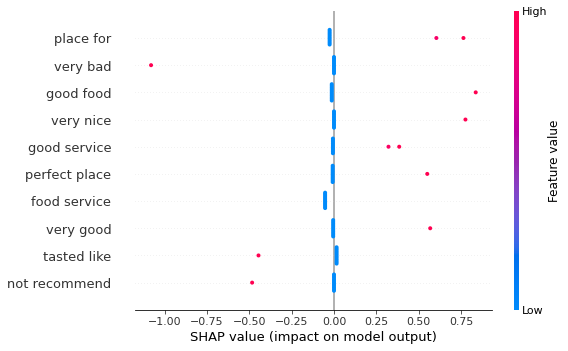 High
place for
very bad
good food
very nice
good service
perfect place
food service
very good
tasted like
not recommend
Feature value
Low
−1.00 −0.75 −0.50 −0.25 0.00 0.25 0.50 0.75
SHAP value (impact on model output)